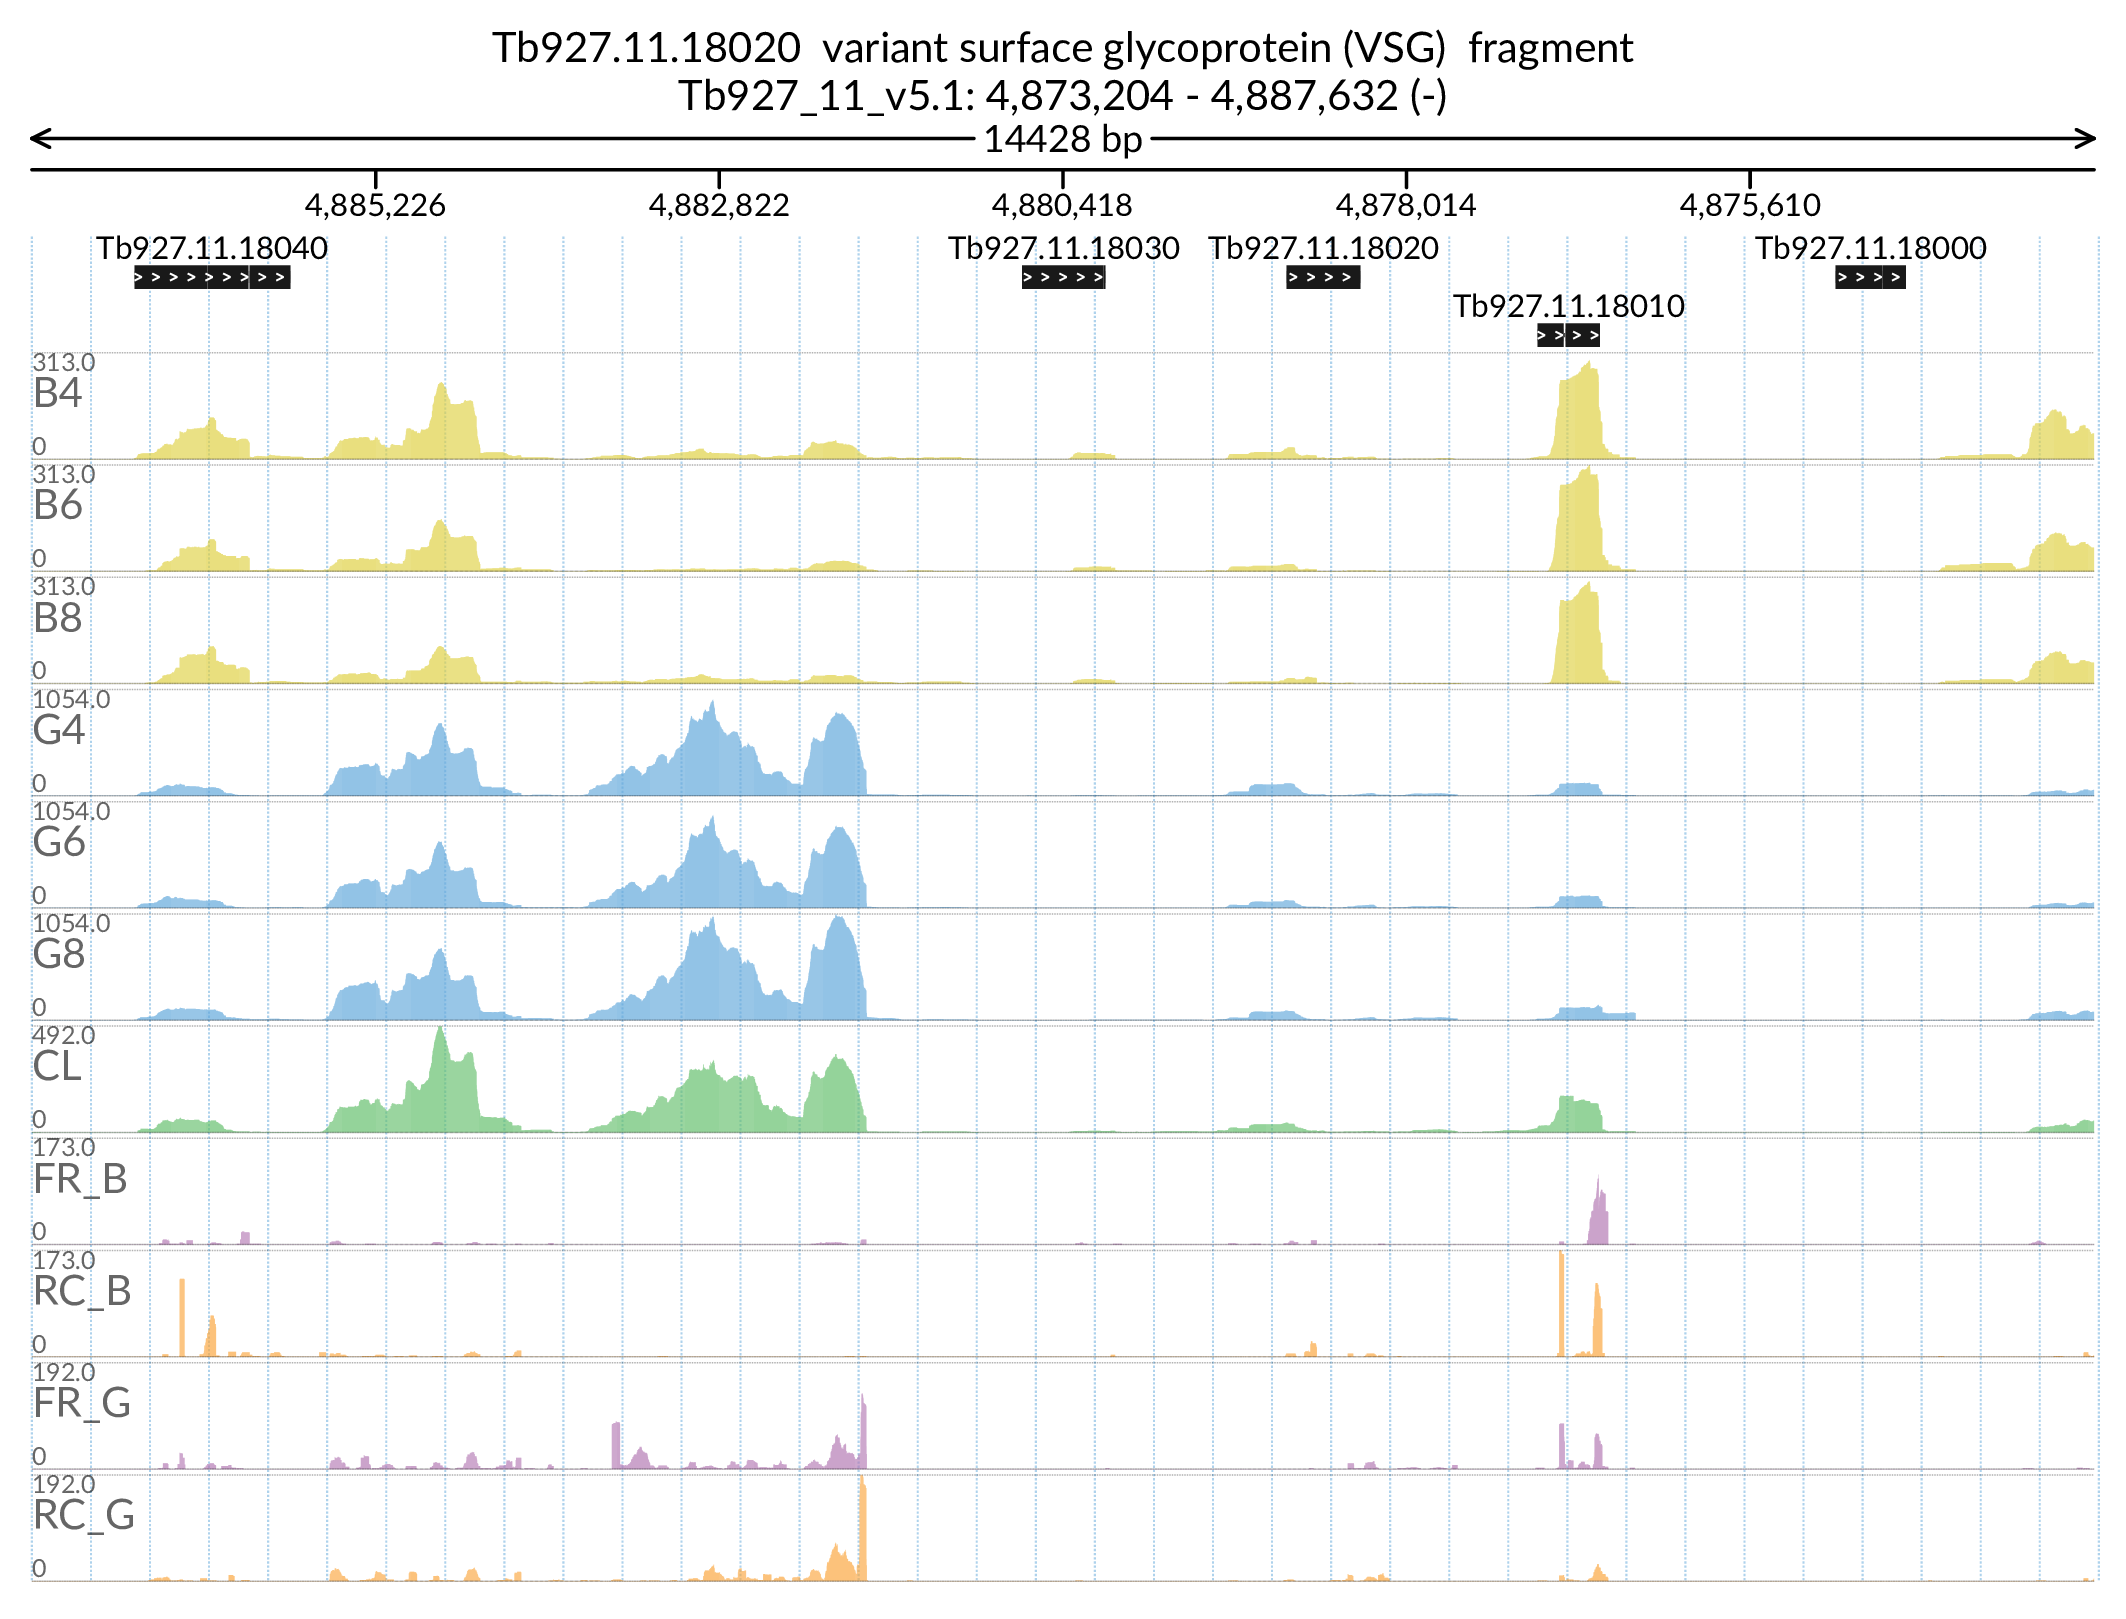 Tb927.11.18020 variant surface glycoprotein (VSG) fragment
Tb927_11_v5.1: 4,873,204 - 4,887,632 (-)
14428 bp
4,885,226 4,882,822 4,880,418 4,878,014 4,875,610
Tb927.11.18040 Tb927.11.18030 Tb927.11.18020 Tb927.11.18000
Tb927.11.18010
313.0
B4
0
313.0
B6
0
313.0
B8
0
1054.0
G4
0
1054.0
G6
0
1054.0
G8
0
492.0
CL
0
173.0
FR_B
0
173.0
RC_B
0
192.0
FR_G
0
192.0
RC_G
0